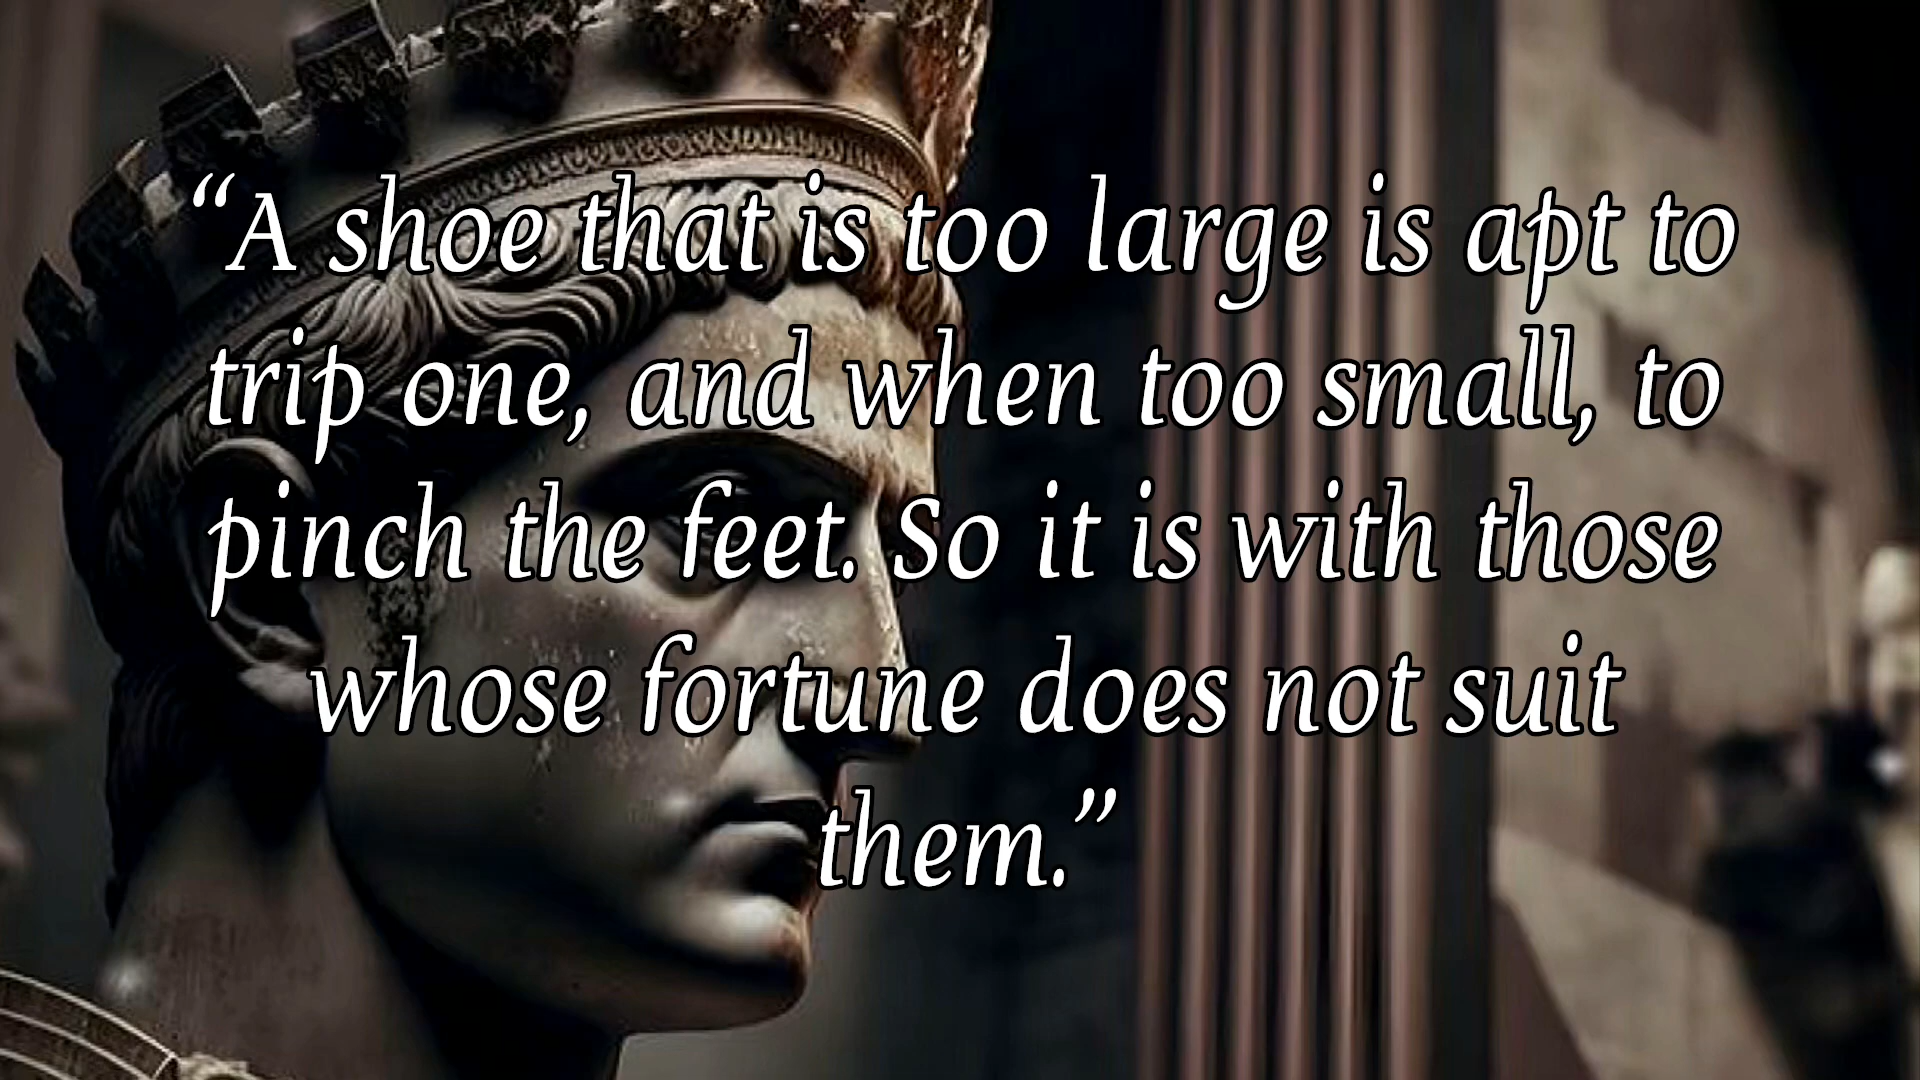 “A shoe that is too large is apt to
trip one, and when too small, to
pinch the feet. So it is with those
whose fortune does not suit
them.”